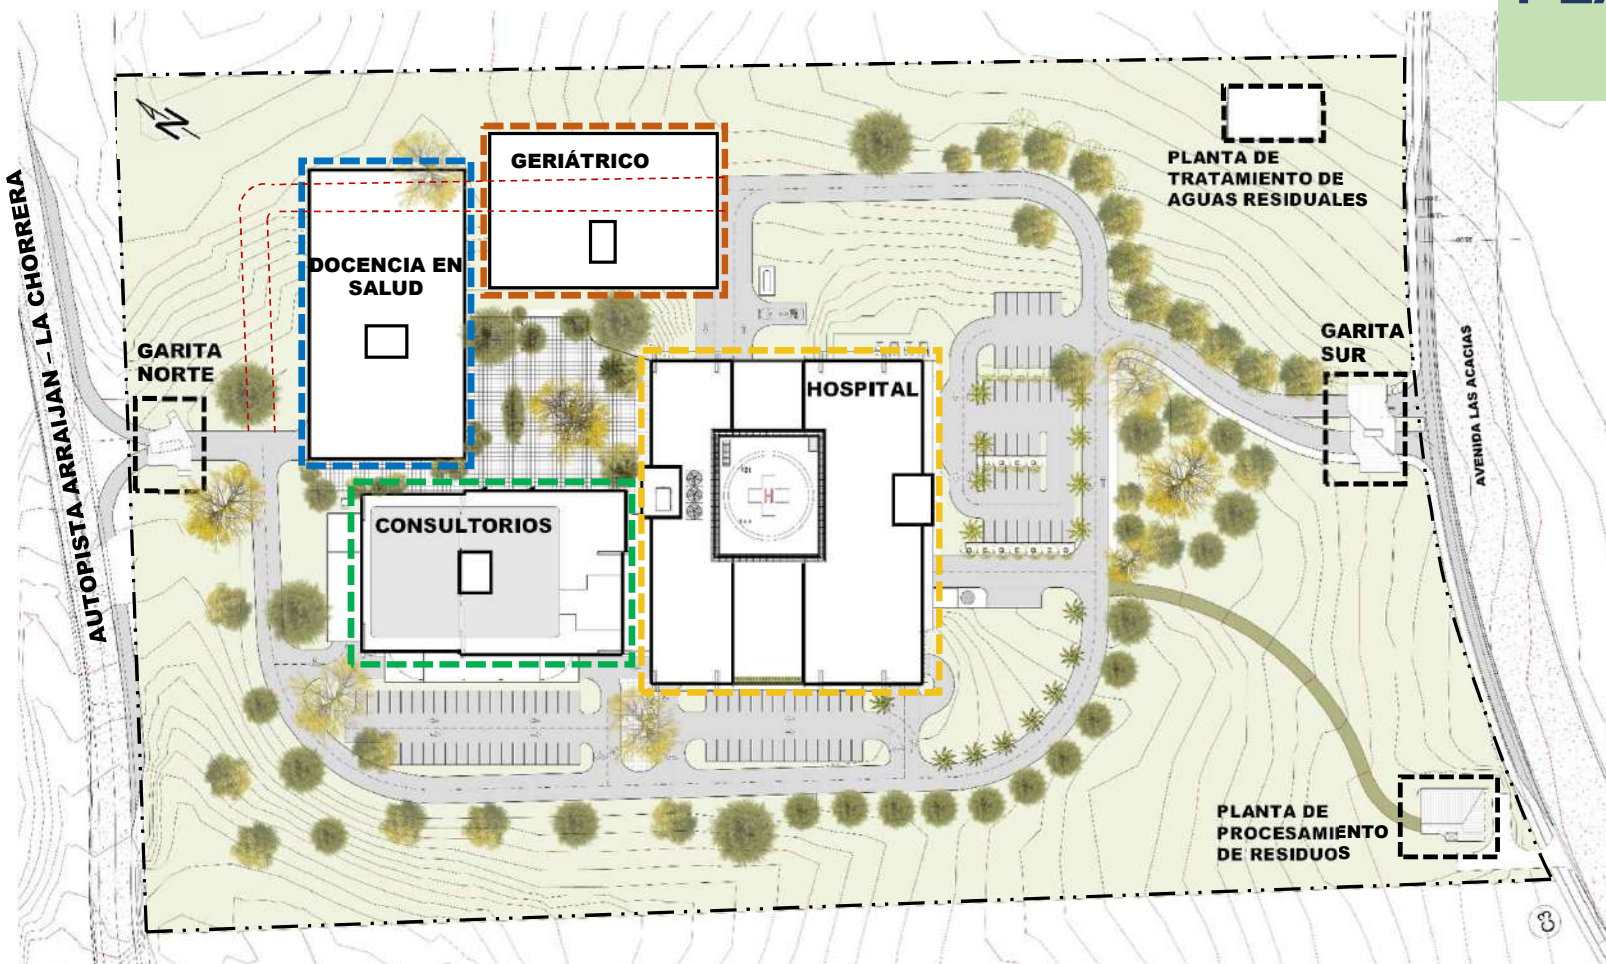 N
GERIÁTRICO
PLANTA DE
TRATAMIENTO DE
AGUAS RESIDUALES
DOCENCIA EN
SALUD
AUTOPISTA ARRAIJAN – LA CHORRERA
GARITA
NORTE
GARITA
SUR
HOSPITAL
AVENIDA LAS ACACIAS
H
CONSULTORIOS
PLANTA DE
PROCESAMIENTO
DE RESIDUOS
C3